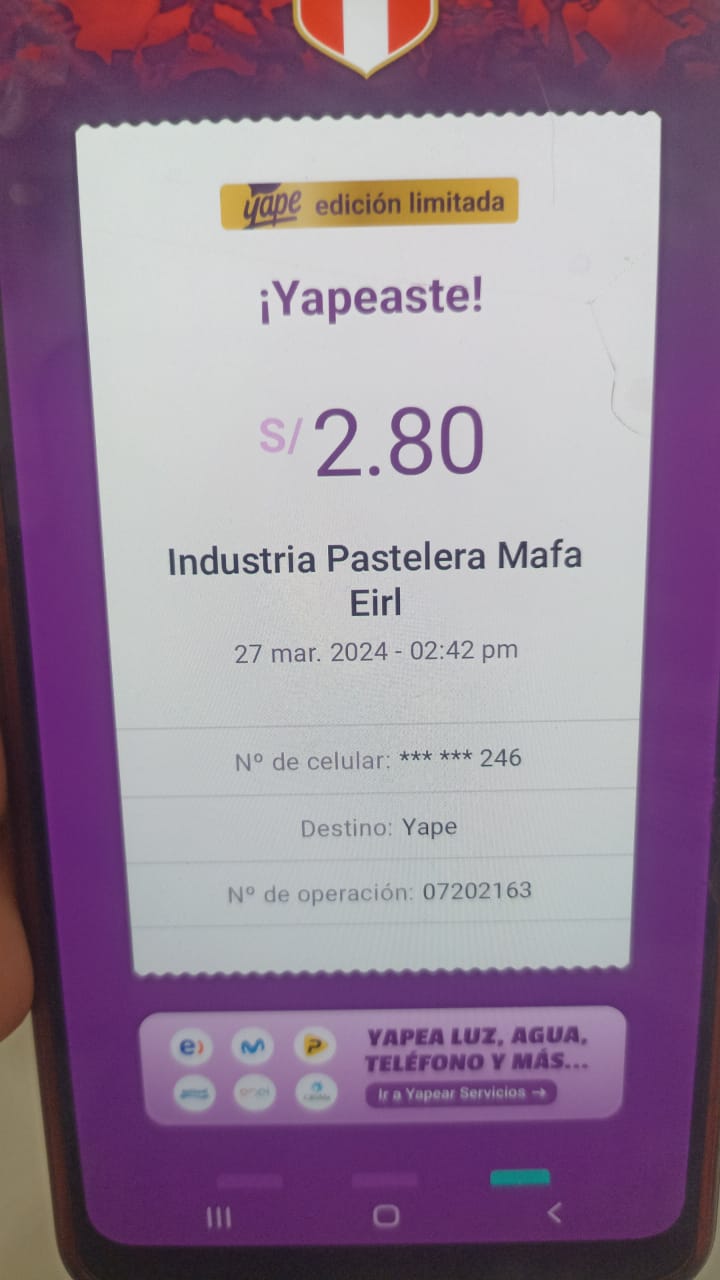 yape edición limitada
¡Yapeaste!
S/ 2.80
Industria Pastelera Mafa
Eirl
27 mar. 2024 - 02:42 pm
Nº de celular: *** *** 246
Destino: Yape
Nº de operación: 07202163
YAPEA LUZ, AGUA,
TELÉFONO Y MÁS...
Ir a Yapear Servicios →